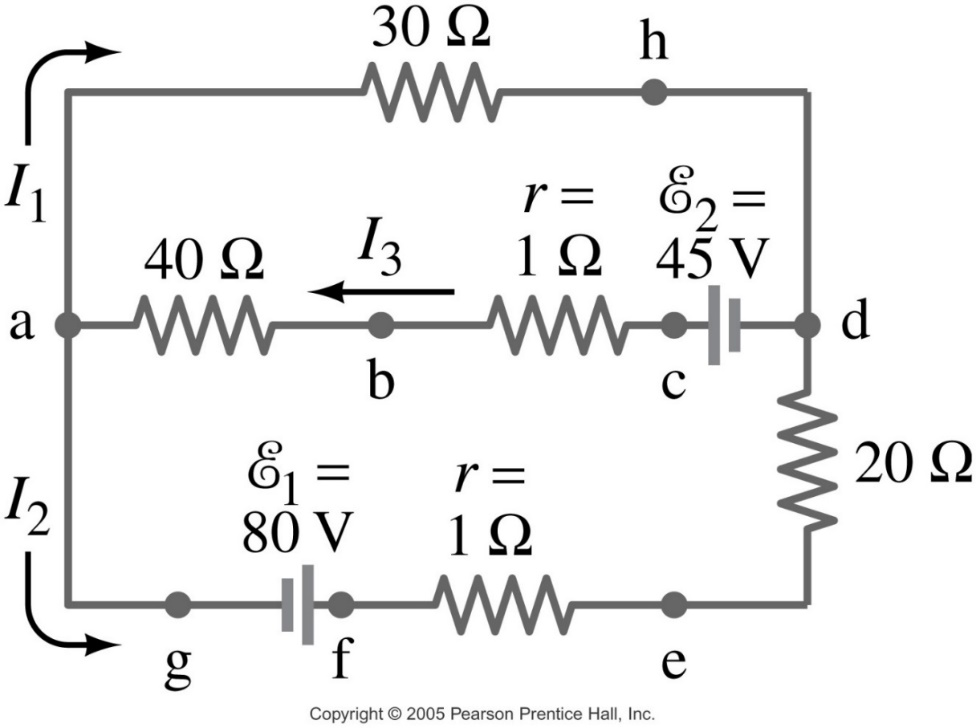 30 Ω
h
I1
r =
1 Ω
ℰ2 =
45 V
40 Ω
I3
a
b
c
d
20 Ω
I2
ℰ1 =
80 V
r =
1 Ω
g
f
e
Copyright © 2005 Pearson Prentice Hall, Inc.